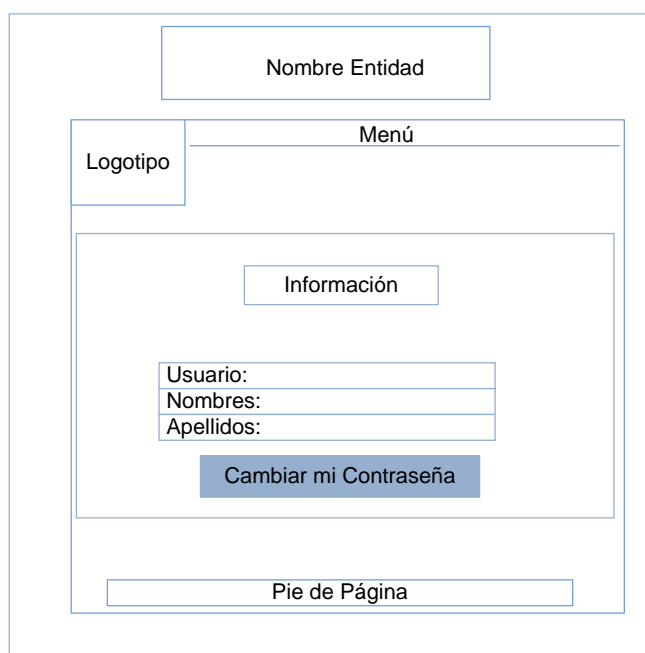 Nombre Entidad
Menú
Logotipo
Información
Usuario:
Nombres:
Apellidos:
Cambiar mi Contraseña
Pie de Página